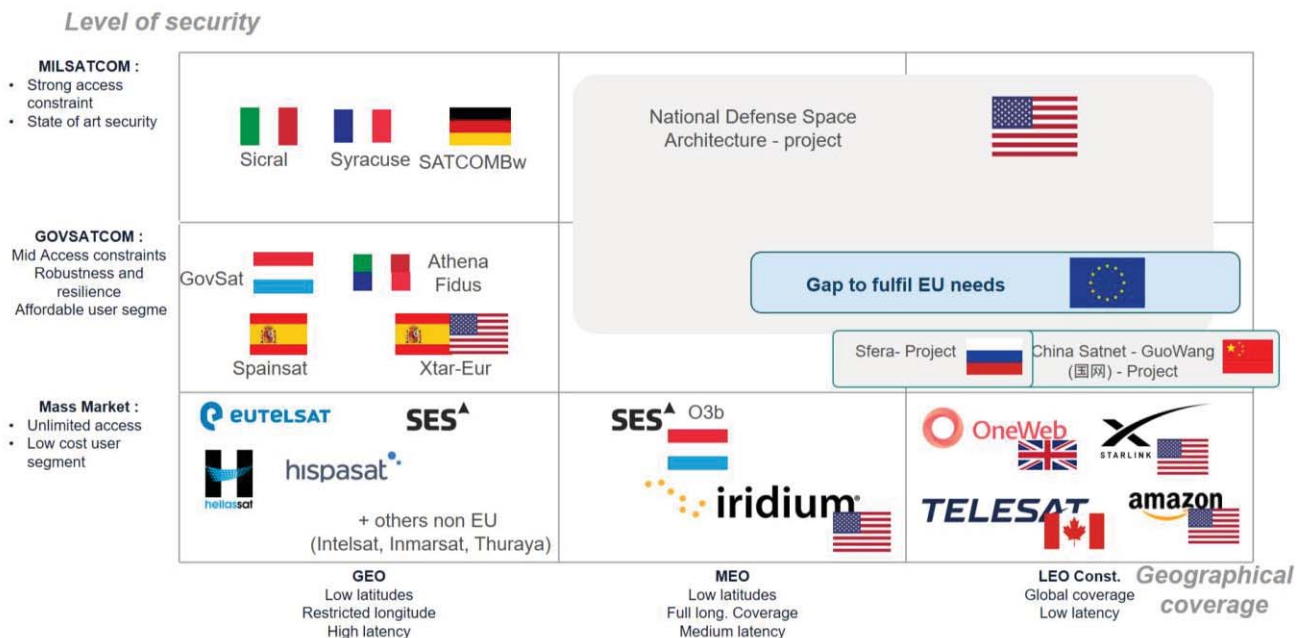 Level of security
MILSATCOM :
• Strong access
constraint
• State of art security
Sicral
Syracuse
SATCOMBw
National Defense Space
Architecture - project
GOVSATCOM :
Mid Access constraints
Robustness and
resilience
Affordable user segme
GovSat
Athena
Fidus
Spainsat
Xtar-Eur
Gap to fulfil EU needs
Sfera- Project
China Satnet - GuoWang
(国网) - Project
Mass Market :
• Unlimited access
• Low cost user
segment
eutelsat
SES
H
hellassat
hispasat
+ others non EU
(Intelsat, Inmarsat, Thuraya)
SES
O3b
iridium®
OneWeb
STARLINK
TELESAT
amazon
GEO
Low latitudes
Restricted longitude
High latency
MEO
Low latitudes
Full long. Coverage
Medium latency
LEO Const.
Global coverage
Low latency
Geographical
coverage